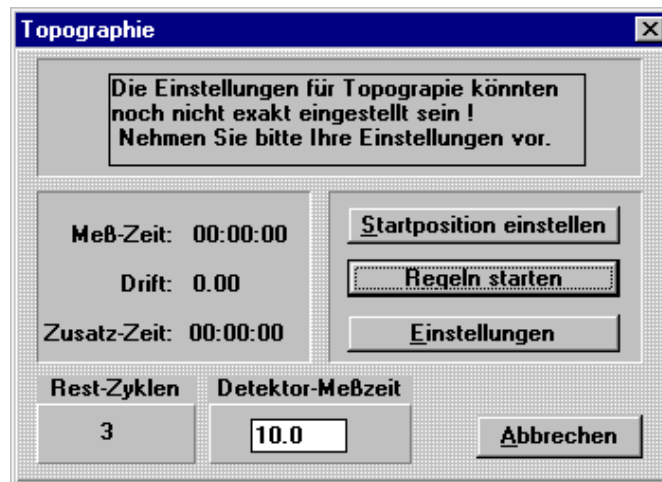 Topographie
Die Einstellungen für Topograpie könnten
noch nicht exakt eingestellt sein !
Nehmen Sie bitte Ihre Einstellungen vor.
Meß-Zeit: 00:00:00
Drift: 0.00
Zusatz-Zeit: 00:00:00
Startposition einstellen
Regeln starten
Einstellungen
Rest-Zyklen
3
Detektor-Meßzeit
10.0
Abbrechen